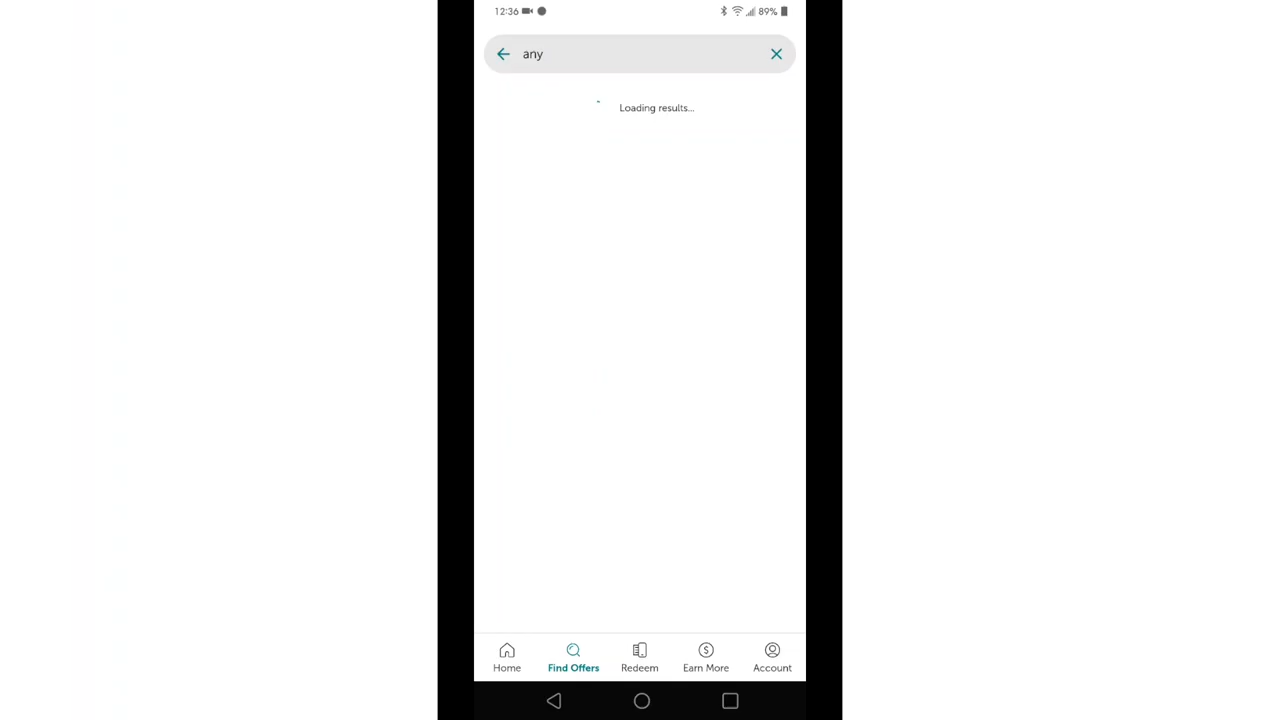 12:36 89%
any
Loading results...
Home Find Offers Redeem Earn More Account